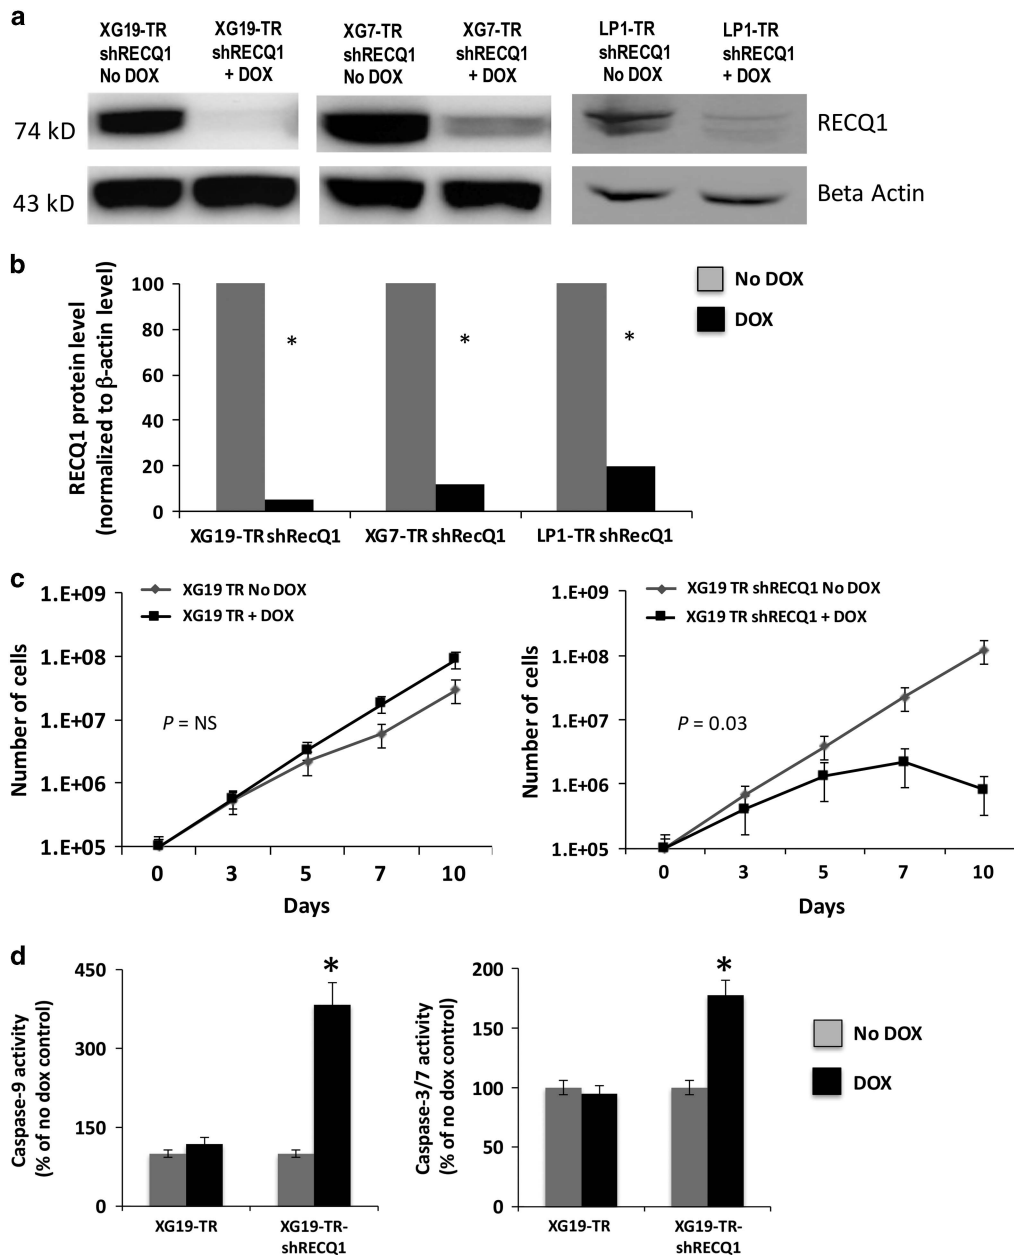 a
XG19-TR
shRECQ1
No DOX
XG19-TR
shRECQ1
+ DOX
XG7-TR
shRECQ1
No DOX
XG7-TR
shRECQ1
+ DOX
LP1-TR
shRECQ1
No DOX
LP1-TR
shRECQ1
+ DOX
74 kD
RECQ1
43 kD
Beta Actin
b
RECQ1 protein level
(normalized to β-actin level)
100
80
60
40
20
0
*
*
*
XG19-TR shRecQ1
XG7-TR shRecQ1
LP1-TR shRecQ1
No DOX
DOX
c
Number of cells
1.E+09
1.E+08
1.E+07
1.E+06
1.E+05
XG19 TR No DOX
XG19 TR + DOX
P = NS
0 3 5 7 10
Days
Number of cells
1.E+09
1.E+08
1.E+07
1.E+06
1.E+05
XG19 TR shRECQ1 No DOX
XG19 TR shRECQ1 + DOX
P = 0.03
0 3 5 7 10
Days
d
Caspase-9 activity
(% of no dox control)
450
300
150
0
*
XG19-TR
XG19-TR-
shRECQ1
Caspase-3/7 activity
(% of no dox control)
200
150
100
50
0
*
XG19-TR
XG19-TR-
shRECQ1
No DOX
DOX